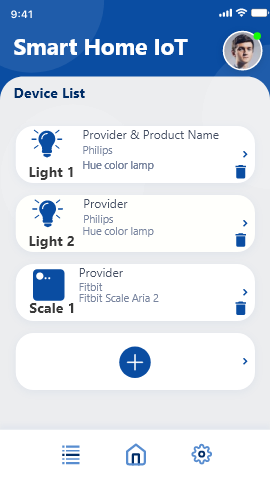 9:41
Smart Home IoT
Device List
Provider & Product Name
Philips
Hue color lamp
Light 1
Provider
Philips
Hue color lamp
Light 2
Provider
Fitbit
Fitbit Scale Aria 2
Scale 1